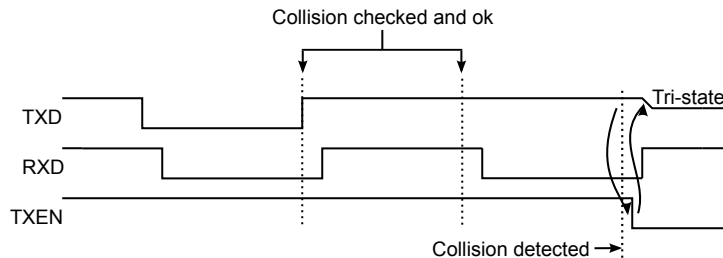 Collision checked and ok
Tri-state
TXD
RXD
TXEN
Collision detected